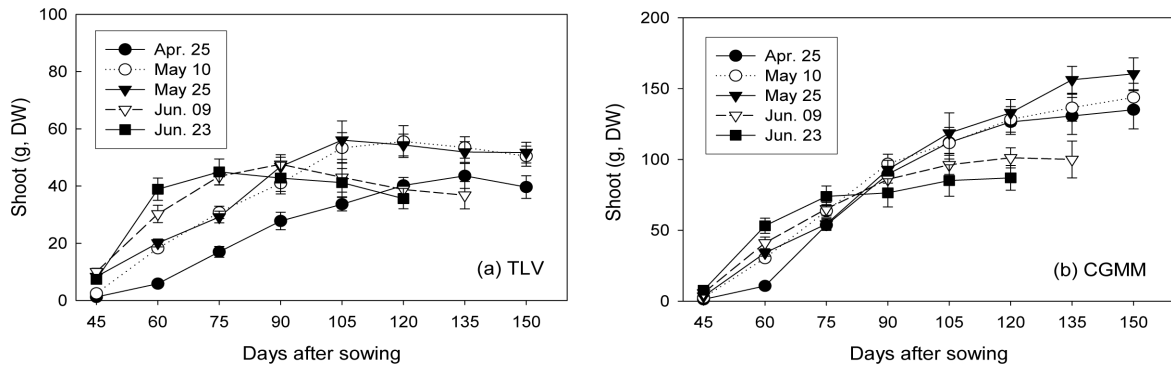 Shoot (g, DW)
100
80
60
40
20
0
Apr. 25
May 10
May 25
Jun. 09
Jun. 23
(a) TLV
45 60 75 90 105 120 135 150
Days after sowing
Shoot (g, DW)
200
150
100
50
0
Apr. 25
May 10
May 25
Jun. 09
Jun. 23
(b) CGMM
45 60 75 90 105 120 135 150
Days after sowing